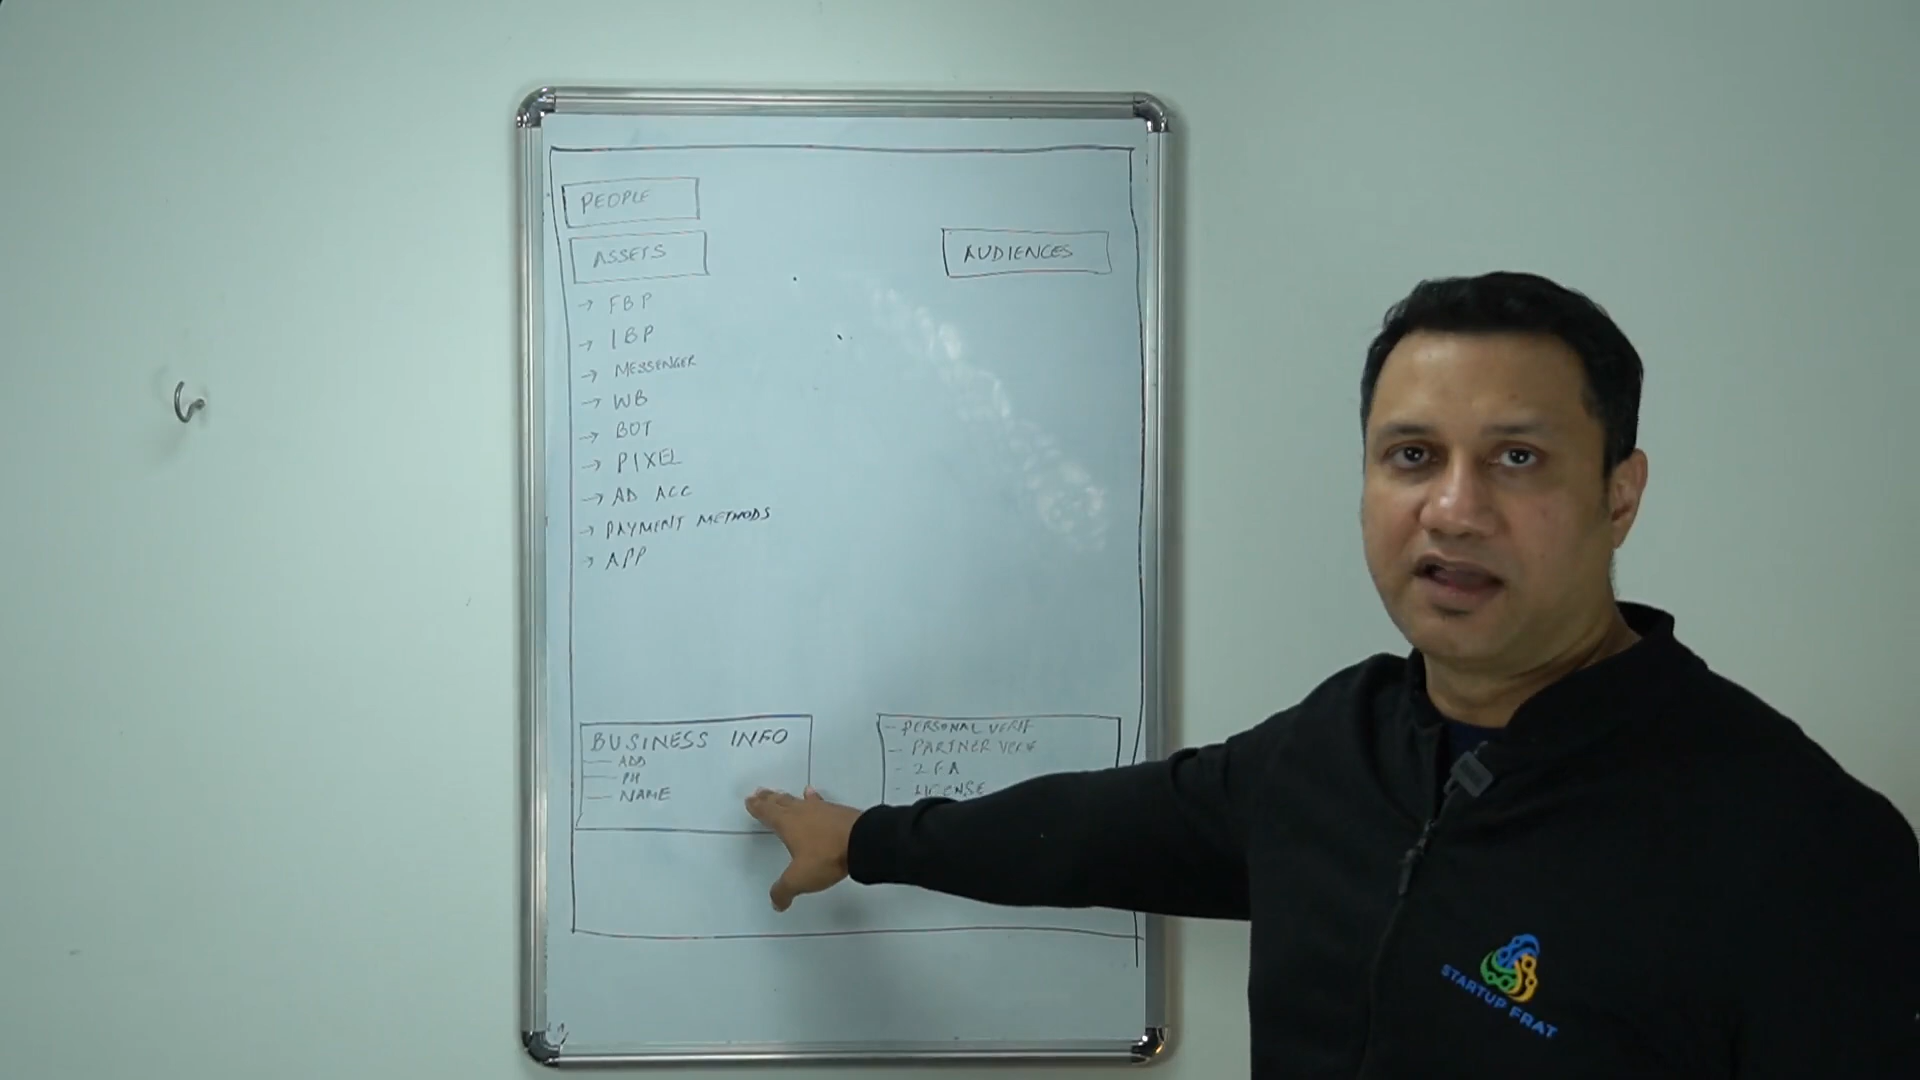 PEOPLE
ASSETS
AUDIENCES
→ FBP
→ IBP
→ MESSENGER
→ WB
→ BOT
→ PIXEL
→ AD ACC
→ PAYMENT METHODS
→ APP
BUSINESS INFO
— ADD
— PH
— NAME
- PERSONAL VERIF
- PARTNER VERIF
- 2FA
- LICENSE
STARTUP FRAT